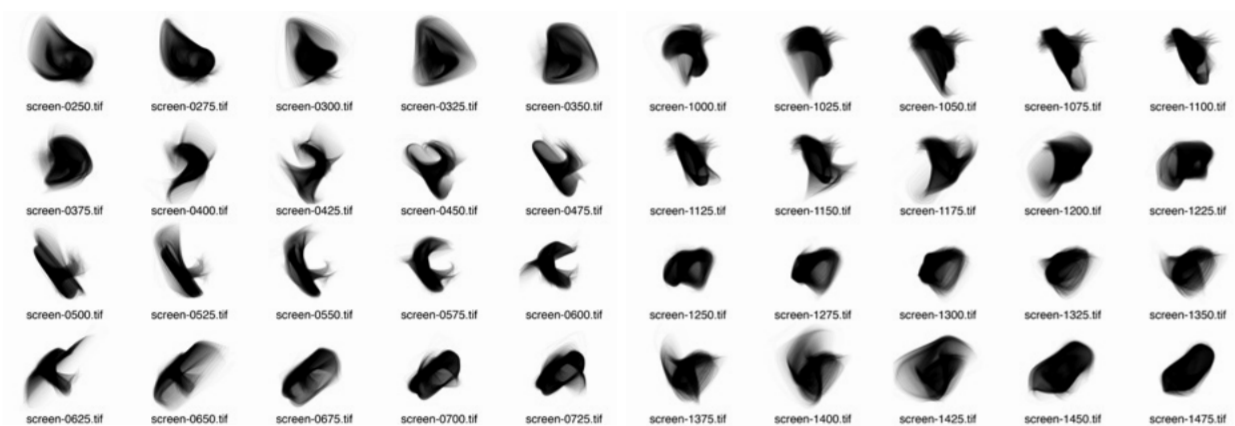 screen-0250.tif screen-0275.tif screen-0300.tif screen-0325.tif screen-0350.tif screen-1000.tif screen-1025.tif screen-1050.tif screen-1075.tif screen-1100.tif
screen-0375.tif screen-0400.tif screen-0425.tif screen-0450.tif screen-0475.tif screen-1125.tif screen-1150.tif screen-1175.tif screen-1200.tif screen-1225.tif
screen-0500.tif screen-0525.tif screen-0550.tif screen-0575.tif screen-0600.tif screen-1250.tif screen-1275.tif screen-1300.tif screen-1325.tif screen-1350.tif
screen-0625.tif screen-0650.tif screen-0675.tif screen-0700.tif screen-0725.tif screen-1375.tif screen-1400.tif screen-1425.tif screen-1450.tif screen-1475.tif